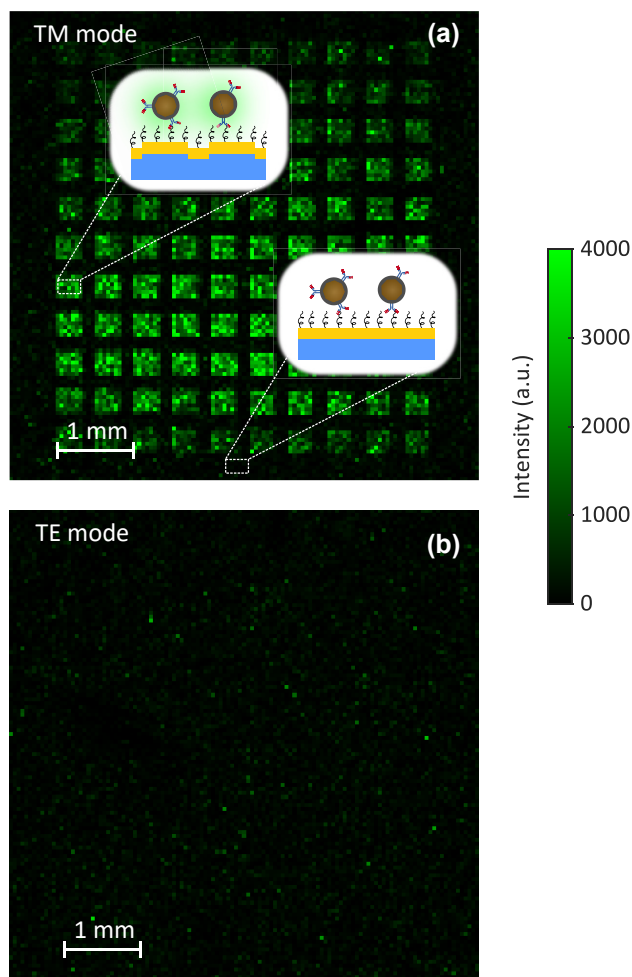 TM mode
(a)
1 mm
4000
3000
2000
1000
0
Intensity (a.u.)
TE mode
(b)
1 mm